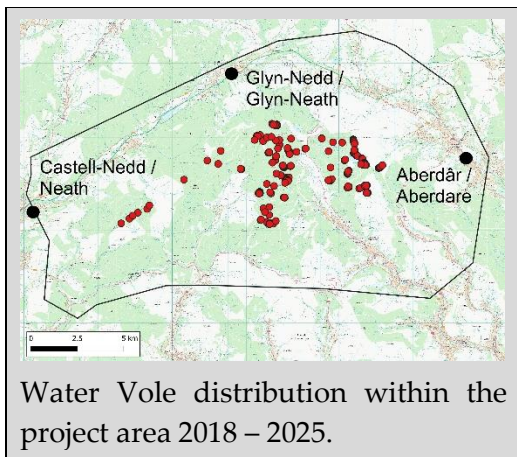 Glyn-Nedd /
Glyn-Neath
Castell-Nedd /
Neath
Aberdâr /
Aberdare
0 2.5 5 km
Water Vole distribution within the
project area 2018 – 2025.